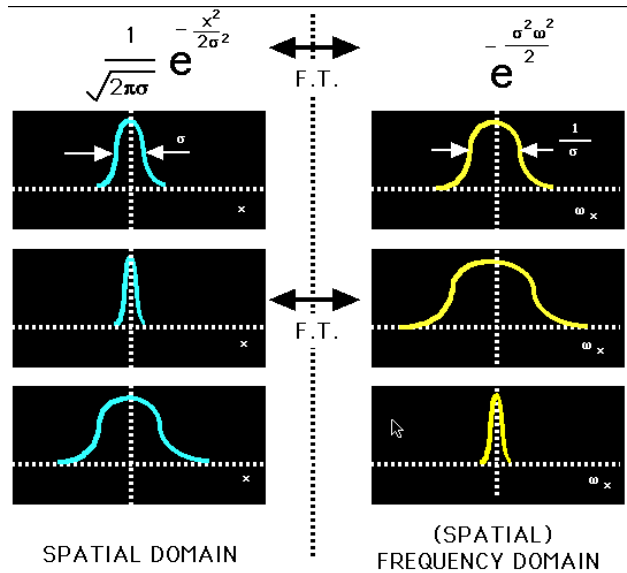 1/√2πσ e^(-x²/2σ²)
F.T.
e^(-σ²ω²/2)
σ
x
1/σ
ω x
x
F.T.
ω x
x
ω x
SPATIAL DOMAIN
(SPATIAL)
FREQUENCY DOMAIN